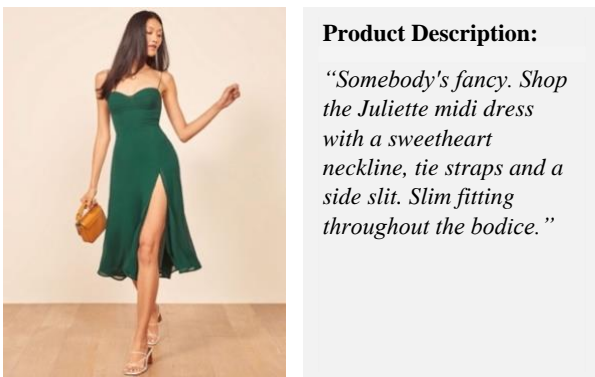 Product Description:
“Somebody's fancy. Shop
the Juliette midi dress
with a sweetheart
neckline, tie straps and a
side slit. Slim fitting
throughout the bodice.”